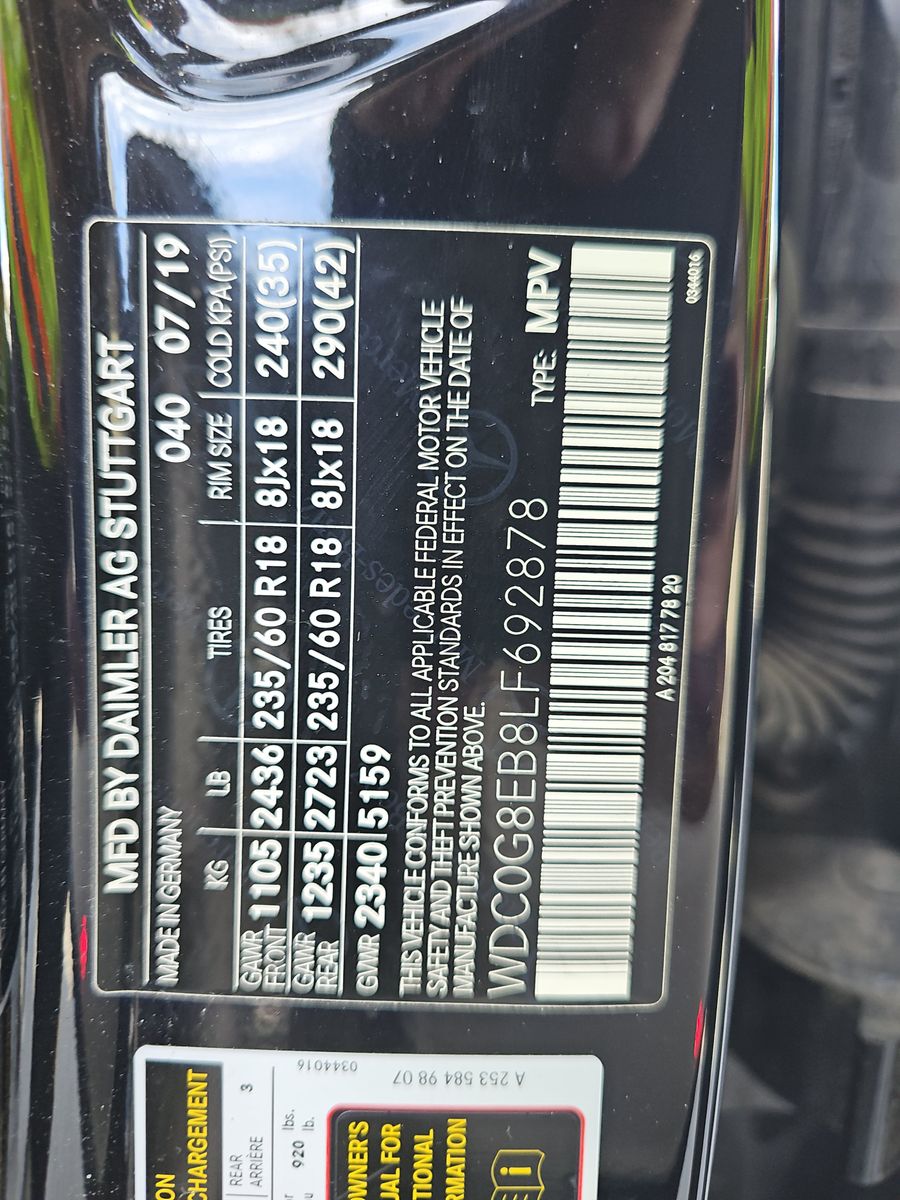 MFD BY DAIMLER AG STUTTGART
MADE IN GERMANY 040 07/19
KG LB TIRES RIM SIZE COLD KPA(PSI)
GAWR FRONT 1105 2436 235/60 R18 8Jx18 240(35)
GAWR REAR 1235 2723 235/60 R18 8Jx18 290(42)
GVWR 2340 5159
THIS VEHICLE CONFORMS TO ALL APPLICABLE FEDERAL MOTOR VEHICLE
SAFETY AND THEFT PREVENTION STANDARDS IN EFFECT ON THE DATE OF
MANUFACTURE SHOWN ABOVE.
WDC0G8EB8LF692878 TYPE: MPV
A 204 817 78 20 0344016
ON
CHARGEMENT
REAR
ARRIÈRE 3
lbs.
920 lb.
0344016
A 253 584 98 07
OWNER'S
UAL FOR
TIONAL
RMATION